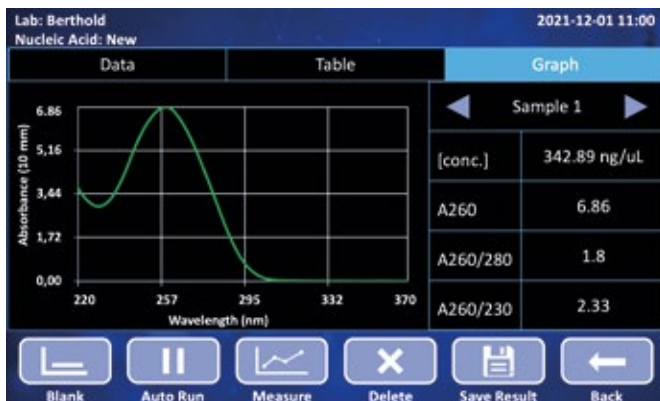 Lab: Berthold
2021-12-01 11:00
Nucleic Acid: New
Data
Table
Graph
Sample 1
[conc.]
342.89 ng/uL
A260
6.86
A260/280
1.8
A260/230
2.33
Absorbance (10 mm)
6.86
5,16
3,44
1,72
0,00
220
257
295
332
370
Wavelength (nm)
Blank
Auto Run
Measure
Delete
Save Result
Back